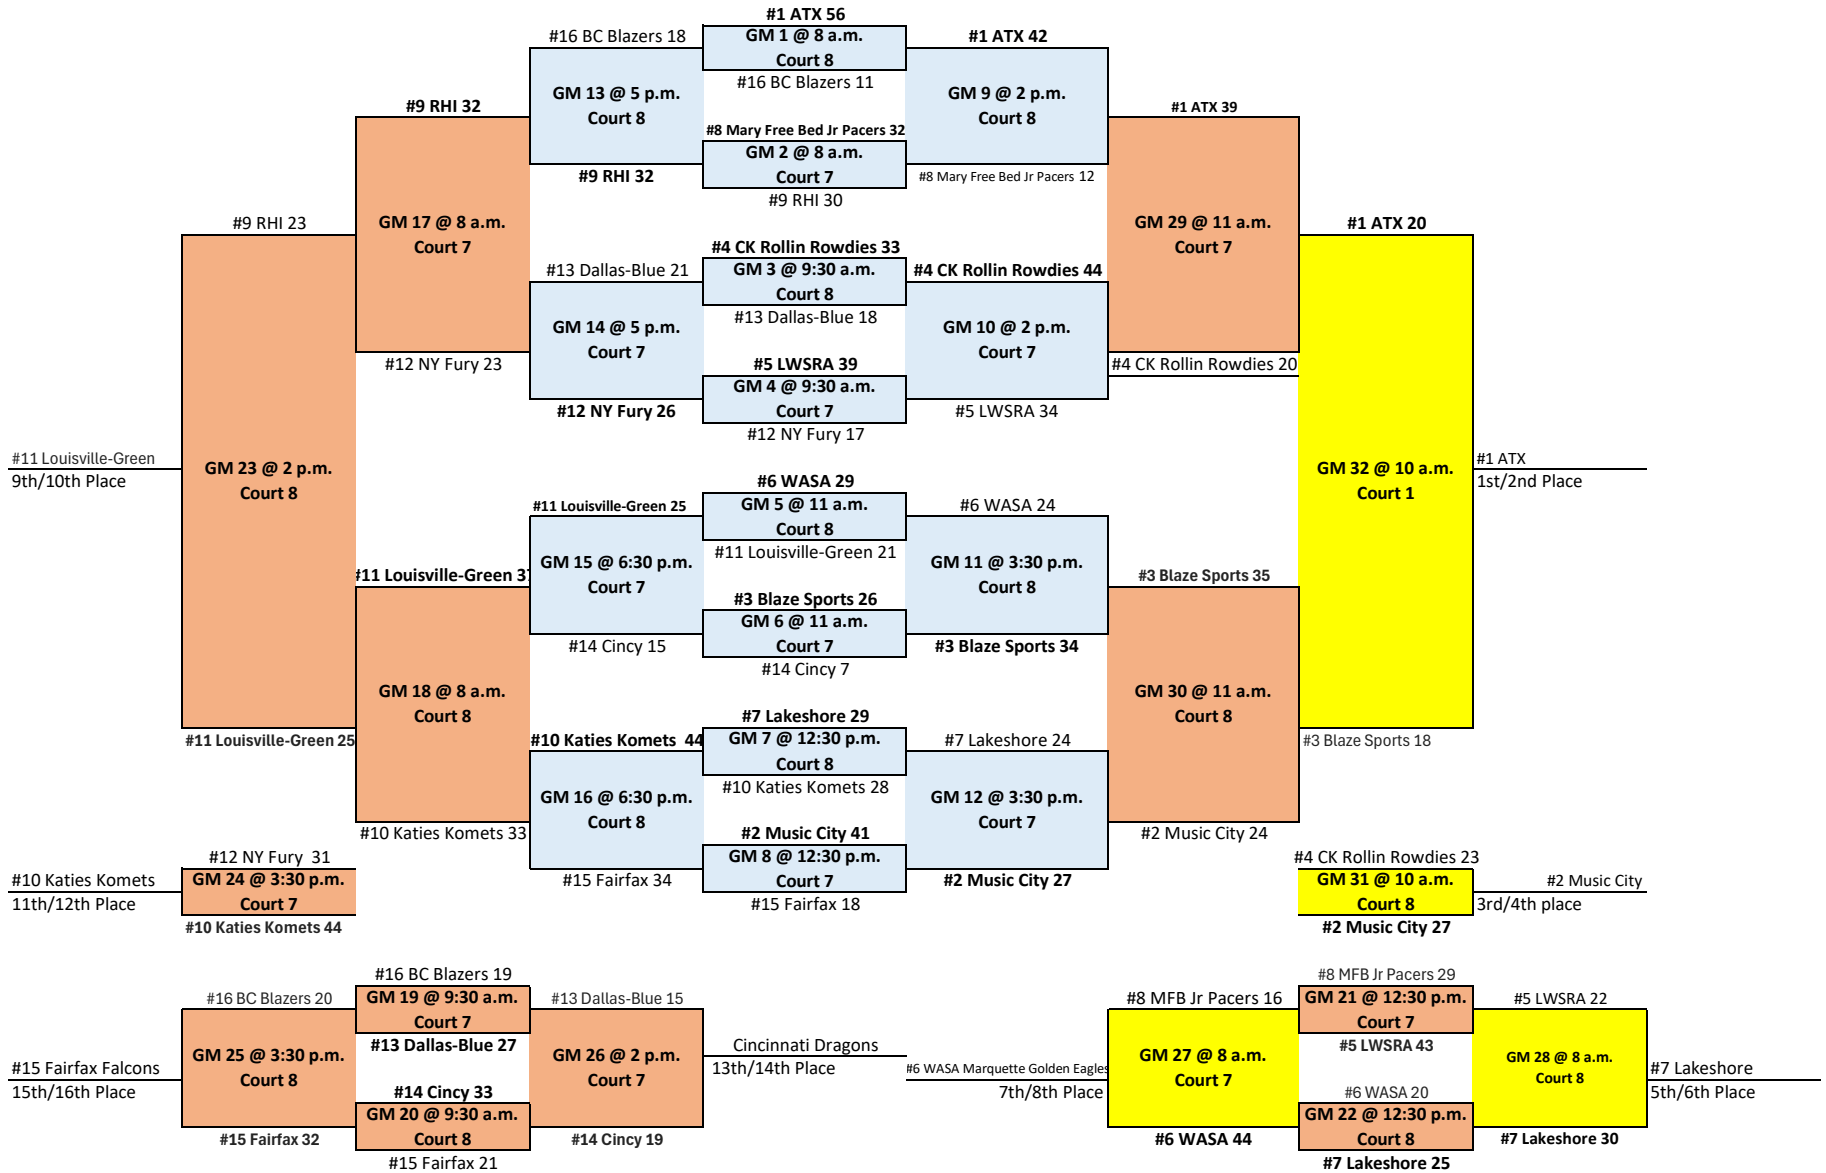 #1 ATX 56
#16 BC Blazers 18
GM 1 @ 8 a.m.
Court 8
#1 ATX 42
#16 BC Blazers 11
GM 13 @ 5 p.m.
Court 8
GM 9 @ 2 p.m.
Court 8
#9 RHI 32
#1 ATX 39
#8 Mary Free Bed Jr Pacers 32
GM 2 @ 8 a.m.
Court 7
#9 RHI 32
#8 Mary Free Bed Jr Pacers 12
#9 RHI 30
#9 RHI 23
GM 17 @ 8 a.m.
Court 7
GM 29 @ 11 a.m.
Court 7
#1 ATX 20
#4 CK Rollin Rowdies 33
#13 Dallas-Blue 21
GM 3 @ 9:30 a.m.
Court 8
#4 CK Rollin Rowdies 44
#13 Dallas-Blue 18
GM 14 @ 5 p.m.
Court 7
GM 10 @ 2 p.m.
Court 7
#12 NY Fury 23
#5 LWSRA 39
#4 CK Rollin Rowdies 20
GM 4 @ 9:30 a.m.
Court 7
#12 NY Fury 26
#5 LWSRA 34
#12 NY Fury 17
#11 Louisville-Green
9th/10th Place
GM 23 @ 2 p.m.
Court 8
GM 32 @ 10 a.m.
Court 1
#1 ATX
1st/2nd Place
#6 WASA 29
#11 Louisville-Green 25
GM 5 @ 11 a.m.
Court 8
#6 WASA 24
#11 Louisville-Green 21
GM 15 @ 6:30 p.m.
Court 7
GM 11 @ 3:30 p.m.
Court 8
#11 Louisville-Green 37
#3 Blaze Sports 35
#3 Blaze Sports 26
GM 6 @ 11 a.m.
Court 7
#14 Cincy 15
#3 Blaze Sports 34
#14 Cincy 7
GM 18 @ 8 a.m.
Court 8
GM 30 @ 11 a.m.
Court 8
#7 Lakeshore 29
#11 Louisville-Green 25
#10 Katies Komets 44
GM 7 @ 12:30 p.m.
Court 8
#7 Lakeshore 24
#3 Blaze Sports 18
#10 Katies Komets 28
GM 16 @ 6:30 p.m.
Court 8
GM 12 @ 3:30 p.m.
Court 7
#10 Katies Komets 33
#2 Music City 41
#2 Music City 24
GM 8 @ 12:30 p.m.
Court 7
#15 Fairfax 34
#2 Music City 27
#15 Fairfax 18
#12 NY Fury 31
#10 Katies Komets
11th/12th Place
GM 24 @ 3:30 p.m.
Court 7
#10 Katies Komets 44
#4 CK Rollin Rowdies 23
GM 31 @ 10 a.m.
Court 8
#2 Music City
3rd/4th place
#2 Music City 27
#16 BC Blazers 19
#16 BC Blazers 20
GM 19 @ 9:30 a.m.
Court 7
#13 Dallas-Blue 15
#13 Dallas-Blue 27
#15 Fairfax Falcons
15th/16th Place
GM 25 @ 3:30 p.m.
Court 8
GM 26 @ 2 p.m.
Court 7
Cincinnati Dragons
13th/14th Place
#14 Cincy 33
GM 20 @ 9:30 a.m.
Court 8
#15 Fairfax 32
#14 Cincy 19
#15 Fairfax 21
#8 MFB Jr Pacers 29
#8 MFB Jr Pacers 16
GM 21 @ 12:30 p.m.
Court 7
#5 LWSRA 22
#5 LWSRA 43
#6 WASA Marquette Golden Eagles
7th/8th Place
GM 27 @ 8 a.m.
Court 7
GM 28 @ 8 a.m.
Court 8
#7 Lakeshore
5th/6th Place
#6 WASA 20
GM 22 @ 12:30 p.m.
Court 8
#6 WASA 44
#7 Lakeshore 30
#7 Lakeshore 25